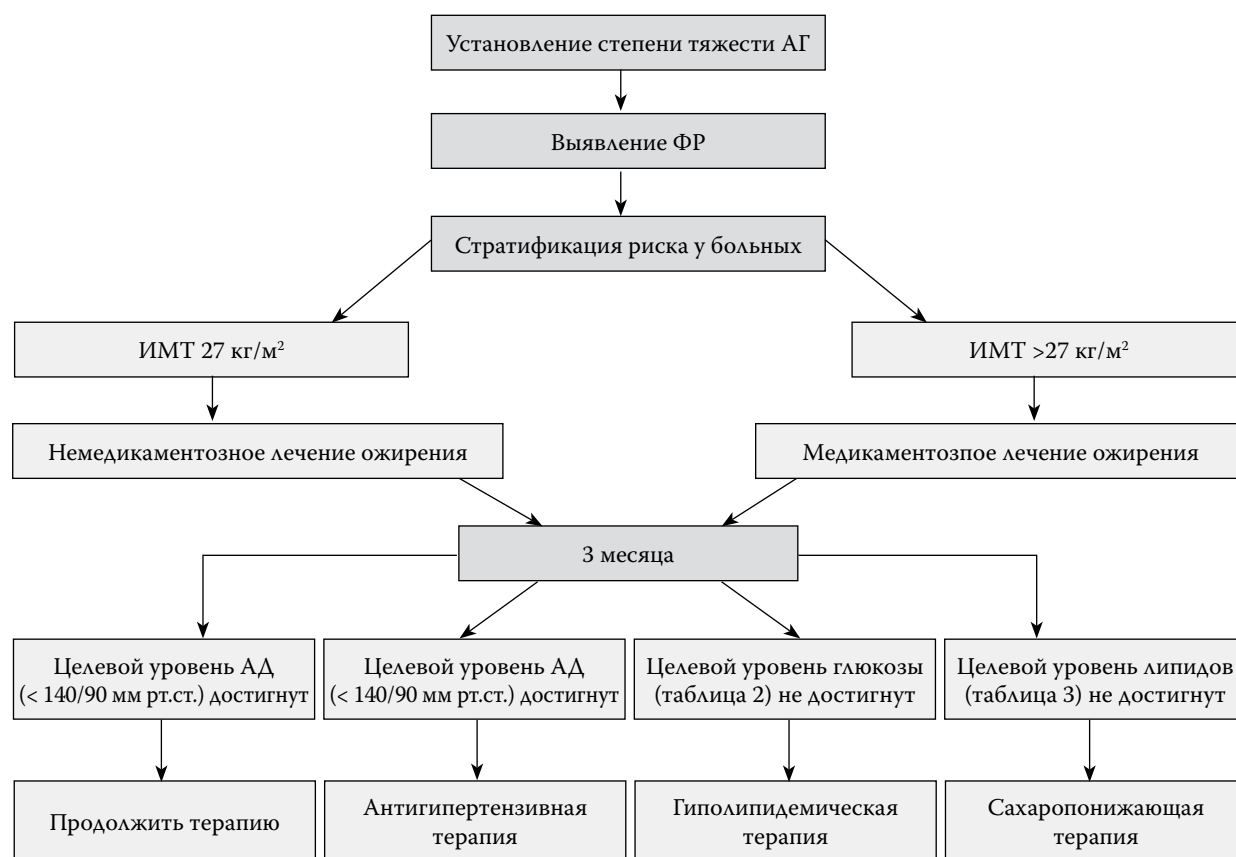 Установление степени тяжести АГ
Выявление ФР
Стратификация риска у больных
ИМТ 27 кг/м²
ИМТ >27 кг/м²
Немедикаментозное лечение ожирения
Медикаментозпое лечение ожирения
3 месяца
Целевой уровень АД
(< 140/90 мм рт.ст.) достигнут
Целевой уровень АД
(< 140/90 мм рт.ст.) достигнут
Целевой уровень глюкозы
(таблица 2) не достигнут
Целевой уровень липидов
(таблица 3) не достигнут
Продолжить терапию
Антигипертензивная
терапия
Гиполипидемическая
терапия
Сахаропонижающая
терапия